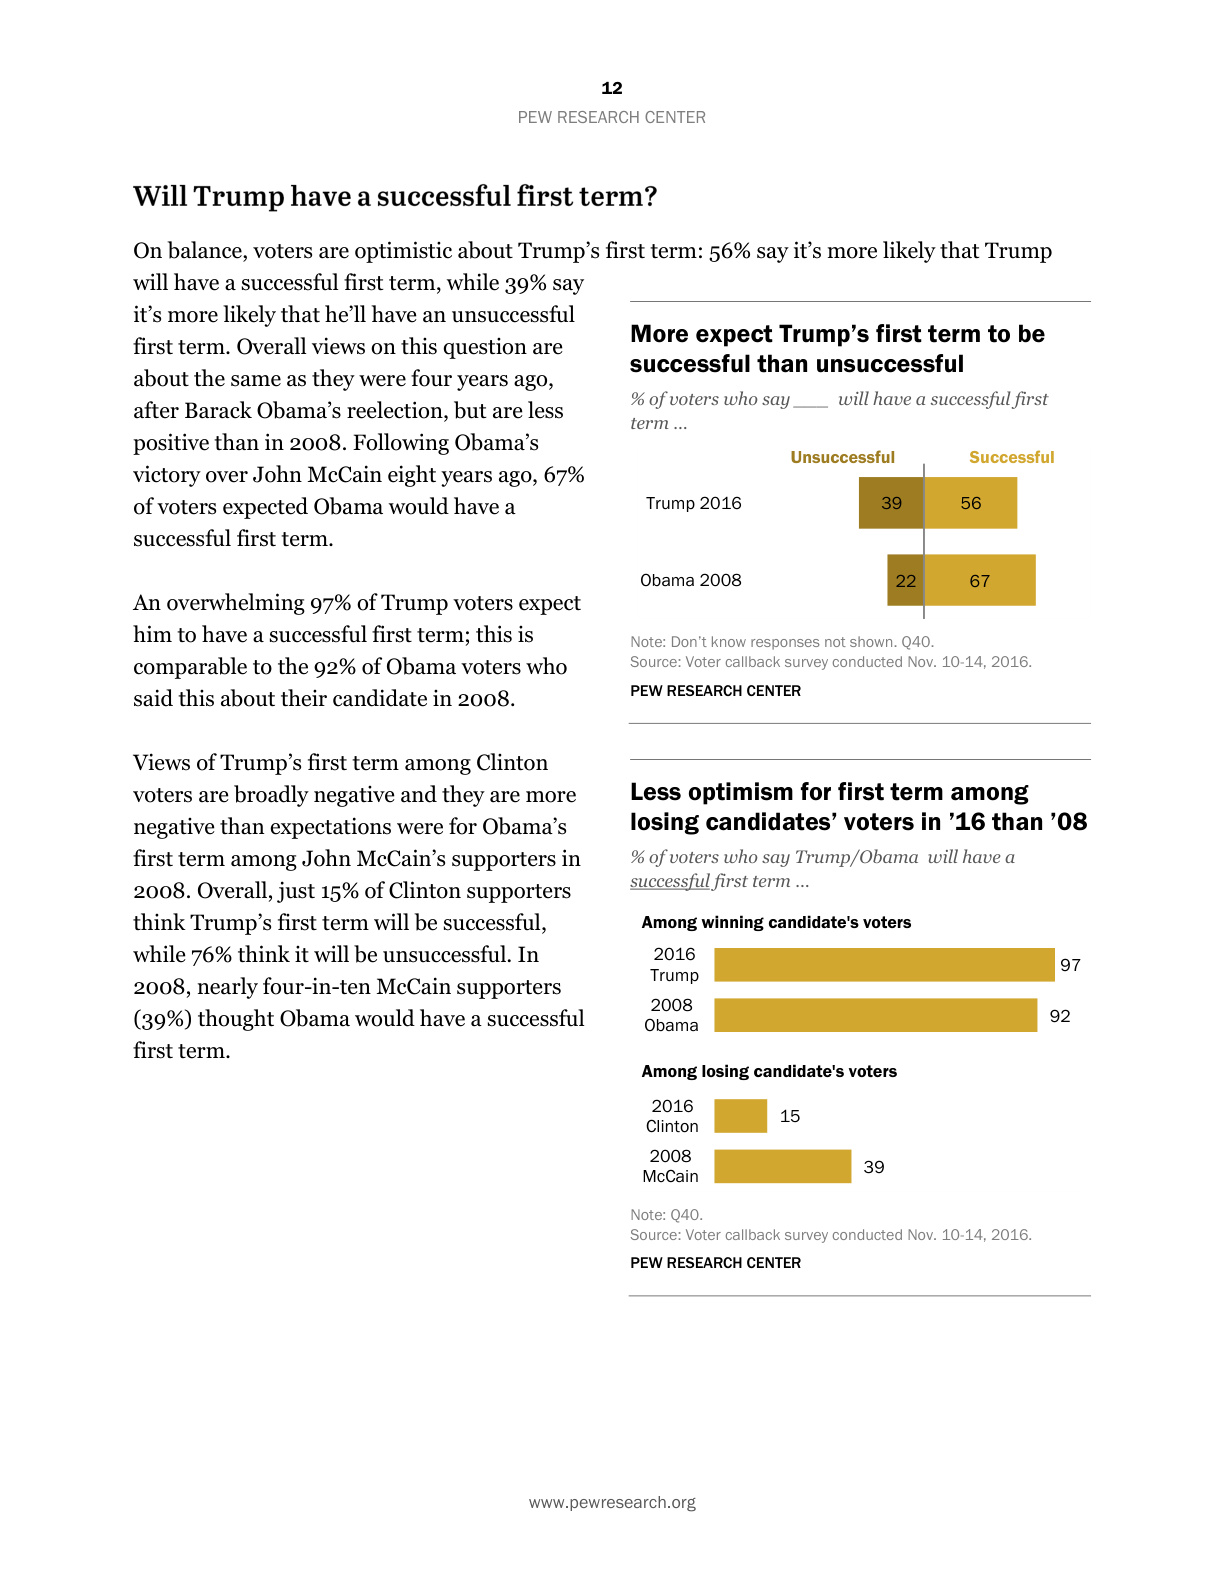 12
PEW RESEARCH CENTER
Will Trump have a successful first term?
On balance, voters are optimistic about Trump’s first term: 56% say it’s more likely that Trump
will have a successful first term, while 39% say
it’s more likely that he’ll have an unsuccessful
first term. Overall views on this question are
about the same as they were four years ago,
after Barack Obama’s reelection, but are less
positive than in 2008. Following Obama’s
victory over John McCain eight years ago, 67%
of voters expected Obama would have a
successful first term.
An overwhelming 97% of Trump voters expect
him to have a successful first term; this is
comparable to the 92% of Obama voters who
said this about their candidate in 2008.
Views of Trump’s first term among Clinton
voters are broadly negative and they are more
negative than expectations were for Obama’s
first term among John McCain’s supporters in
2008. Overall, just 15% of Clinton supporters
think Trump’s first term will be successful,
while 76% think it will be unsuccessful. In
2008, nearly four-in-ten McCain supporters
(39%) thought Obama would have a successful
first term.
More expect Trump’s first term to be
successful than unsuccessful
% of voters who say ___ will have a successful first
term ...
Unsuccessful Successful
Trump 2016 39 56
Obama 2008 22 67
Note: Don’t know responses not shown. Q40.
Source: Voter callback survey conducted Nov. 10-14, 2016.
PEW RESEARCH CENTER
Less optimism for first term among
losing candidates’ voters in ’16 than ’08
% of voters who say Trump/Obama will have a
successful first term ...
Among winning candidate's voters
2016
Trump 97
2008
Obama 92
Among losing candidate's voters
2016
Clinton 15
2008
McCain 39
Note: Q40.
Source: Voter callback survey conducted Nov. 10-14, 2016.
PEW RESEARCH CENTER
www.pewresearch.org